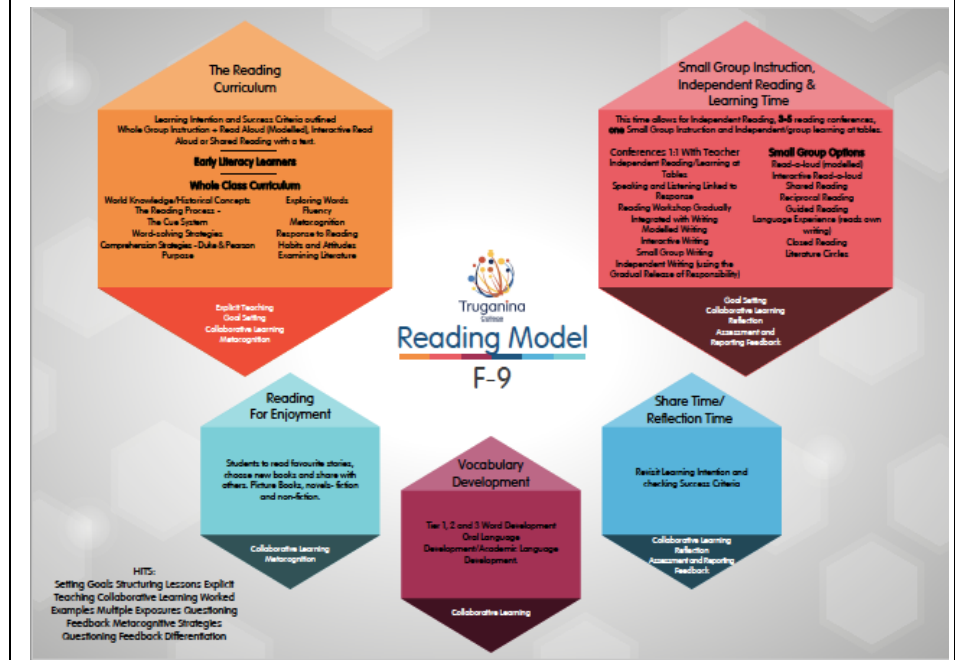 The Reading
Curriculum
Learning Intention and Success Criteria outlined
Whole Group Instruction + Read Aloud (Modelled), Interactive Read
Aloud or Shared Reading with a text.
Early Literacy Learners
Whole Class Curriculum
World Knowledge/Historical Concepts
The Reading Process -
The Cue System
Word-solving Strategies
Comprehension Strategies - Duke & Pearson
Purpose
Exploring Words
Fluency
Metacognition
Response to Reading
Habits and Attitudes
Examining Literature
Explicit Teaching
Goal Setting
Collaborative Learning
Metacognition
Small Group Instruction,
Independent Reading &
Learning Time
This time allows for Independent Reading, 3-5 reading conferences,
one Small Group Instruction and Independent/group learning at tables.
Conferences 1:1 With Teacher
Independent Reading/Learning at
Tables
Speaking and Listening Linked to
Response
Reading Workshop Gradually
Integrated with Writing
Modelled Writing
Interactive Writing
Small Group Writing
Independent Writing (using the
Gradual Release of Responsibility)
Small Group Options
Read-a-loud (modelled)
Interactive Read-a-loud
Shared Reading
Reciprocal Reading
Guided Reading
Language Experience (reads own
writing)
Closed Reading
Literature Circles
Goal Setting
Collaborative Learning
Reflection
Assessment and
Reporting Feedback
Truganina
College
Reading Model
F-9
Reading
For Enjoyment
Students to read favourite stories,
choose new books and share with
others. Picture Books, novels- fiction
and non-fiction.
Collaborative Learning
Metacognition
Vocabulary
Development
Tier 1, 2 and 3 Word Development
Oral Language
Development/Academic Language
Development.
Collaborative Learning
Share Time/
Reflection Time
Revisit Learning Intention and
checking Success Criteria
Collaborative Learning
Reflection
Assessment and Reporting
Feedback
HITS:
Setting Goals Structuring Lessons Explicit
Teaching Collaborative Learning Worked
Examples Multiple Exposures Questioning
Feedback Metacognitive Strategies
Questioning Feedback Differentiation